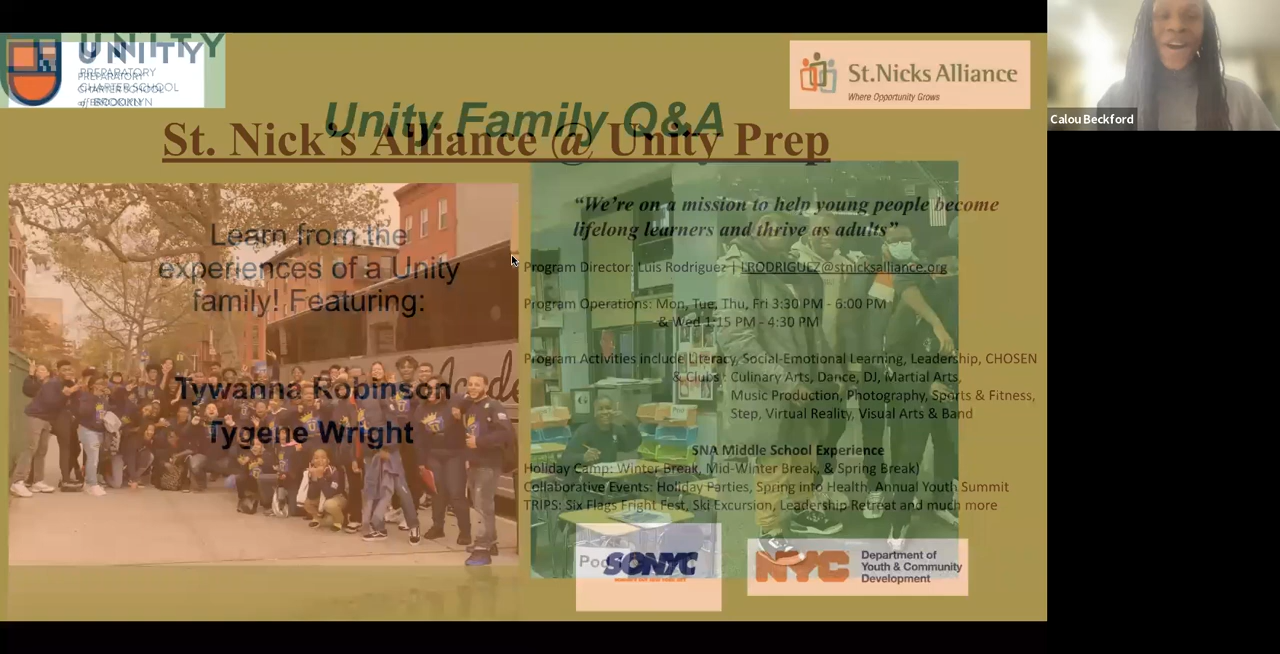 UNITY
UNITY
PREPARATORY
CHARTER SCHOOL
of BROOKLYN
St.Nicks Alliance
Where Opportunity Grows
Calou Beckford
Unity Family Q&A
St. Nick's Alliance @ Unity Prep
Learn from the
experiences of a Unity
family! Featuring:
Tywanna Robinson
Tygene Wright
“We’re on a mission to help young people become
lifelong learners and thrive as adults”
Program Director: Luis Rodriguez | LRODRIGUEZ@stnicksalliance.org
Program Operations: Mon, Tue, Thu, Fri 3:30 PM - 6:00 PM
& Wed 1:15 PM - 4:30 PM
Program Activities include Literacy, Social-Emotional Learning, Leadership, CHOSEN
& Clubs: Culinary Arts, Dance, DJ, Martial Arts,
Music Production, Photography, Sports & Fitness,
Step, Virtual Reality, Visual Arts & Band
SNA Middle School Experience
Holiday Camp: Winter Break, Mid-Winter Break, & Spring Break)
Collaborative Events: Holiday Parties, Spring into Health, Annual Youth Summit
TRIPS: Six Flags Fright Fest, Ski Excursion, Leadership Retreat and much more
SONYC
NYC
Department of
Youth & Community
Development